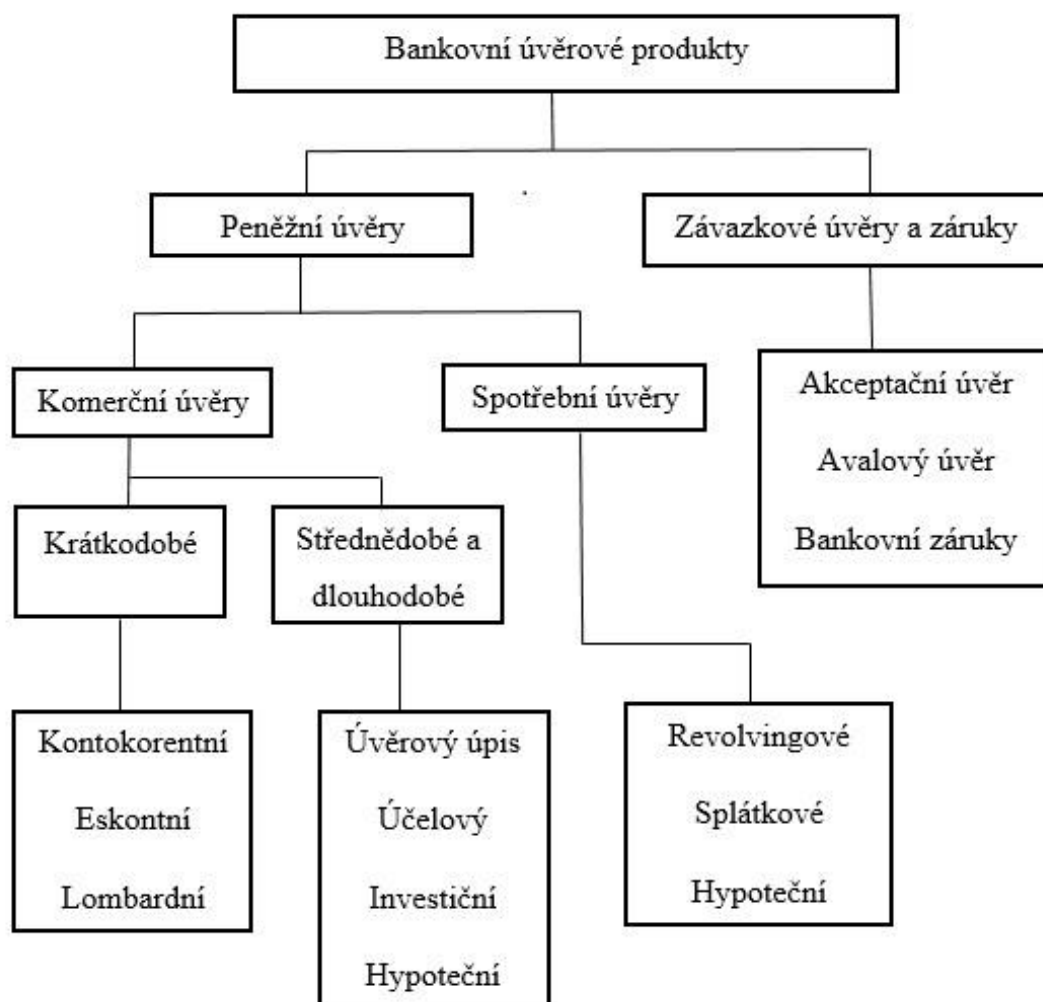 Bankovní úvěrové produkty
Peněžní úvěry
Závazkové úvěry a záruky
Komerční úvěry
Spotřební úvěry
Akceptační úvěr
Avalový úvěr
Bankovní záruky
Krátkodobé
Střednědobé a
dlouhodobé
Kontokorentní
Eskontní
Lombardní
Úvěrový úpis
Účelový
Investiční
Hypoteční
Revolvingové
Splátkové
Hypoteční